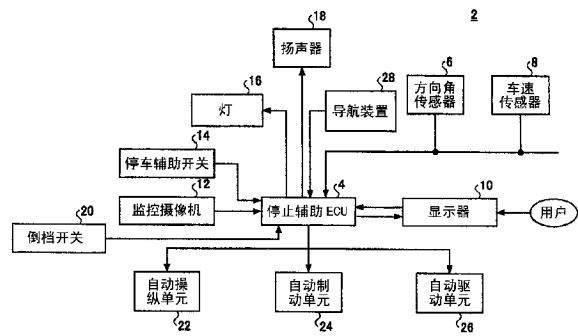 2
18
扬声器
16
灯
28
导航装置
6
方向角
传感器
8
车速
传感器
14
停车辅助开关
12
监控摄像机
4
停止辅助ECU
10
显示器
用户
20
倒档开关
自动操
纵单元
22
自动制
动单元
24
自动驱
动单元
26